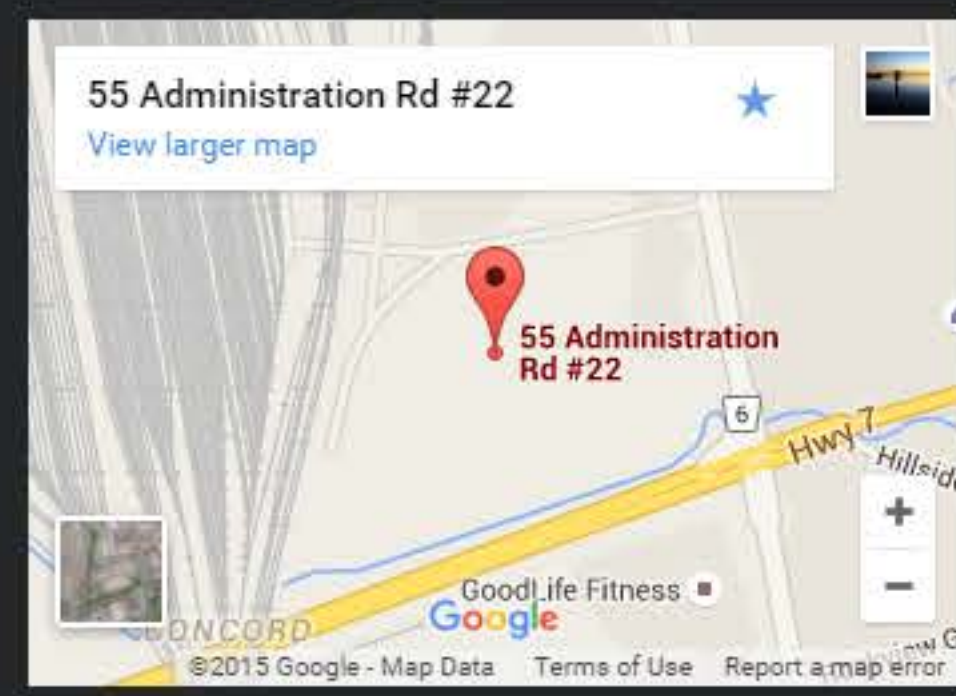 55 Administration Rd #22
View larger map
55 Administration
Rd #22
6
Hwy 7
+
−
GoodLife Fitness
Google
CONCORD
©2015 Google - Map Data Terms of Use Report a map error